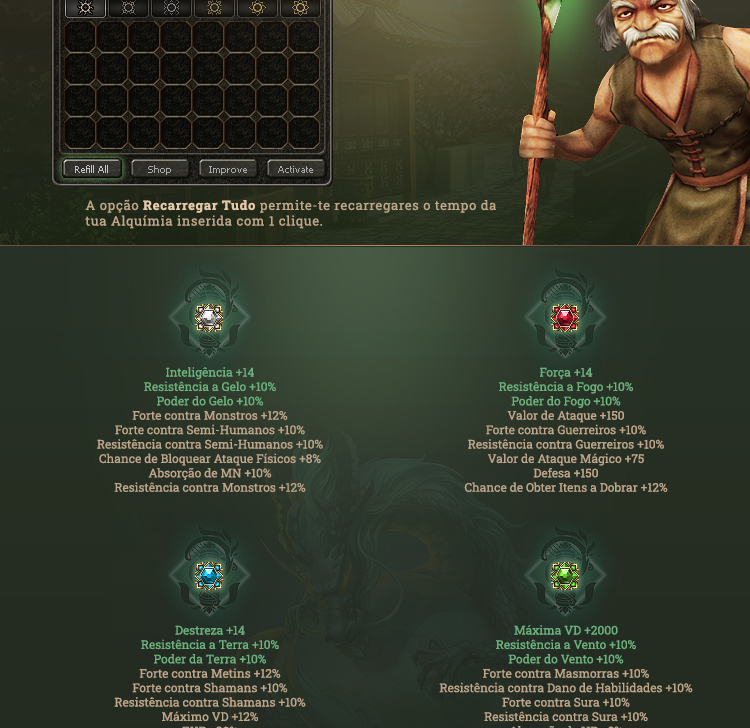 Refill All
Shop
Improve
Activate
A opção Recarregar Tudo permite-te recarregares o tempo da
tua Alquímia inserida com 1 clique.
Inteligência +14
Resistência a Gelo +10%
Poder do Gelo +10%
Forte contra Monstros +12%
Forte contra Semi-Humanos +10%
Resistência contra Semi-Humanos +10%
Chance de Bloquear Ataque Físicos +8%
Absorção de MN +10%
Resistência contra Monstros +12%
Força +14
Resistência a Fogo +10%
Poder do Fogo +10%
Valor de Ataque +150
Forte contra Guerreiros +10%
Resistência contra Guerreiros +10%
Valor de Ataque Mágico +75
Defesa +150
Chance de Obter Itens a Dobrar +12%
Destreza +14
Resistência a Terra +10%
Poder da Terra +10%
Forte contra Metins +12%
Forte contra Shamans +10%
Resistência contra Shamans +10%
Máximo VD +12%
Máxima VD +2000
Resistência a Vento +10%
Poder do Vento +10%
Forte contra Masmorras +10%
Resistência contra Dano de Habilidades +10%
Forte contra Sura +10%
Resistência contra Sura +10%